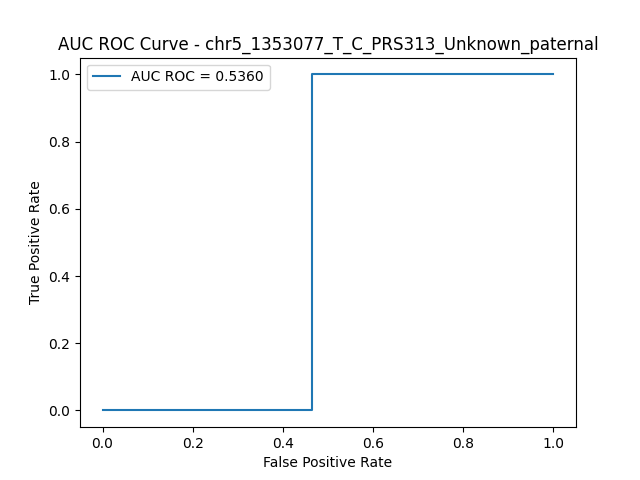 AUC ROC Curve - chr5_1353077_T_C_PRS313_Unknown_paternal
AUC ROC = 0.5360
1.0
0.8
0.6
0.4
0.2
0.0
True Positive Rate
0.0 0.2 0.4 0.6 0.8 1.0
False Positive Rate